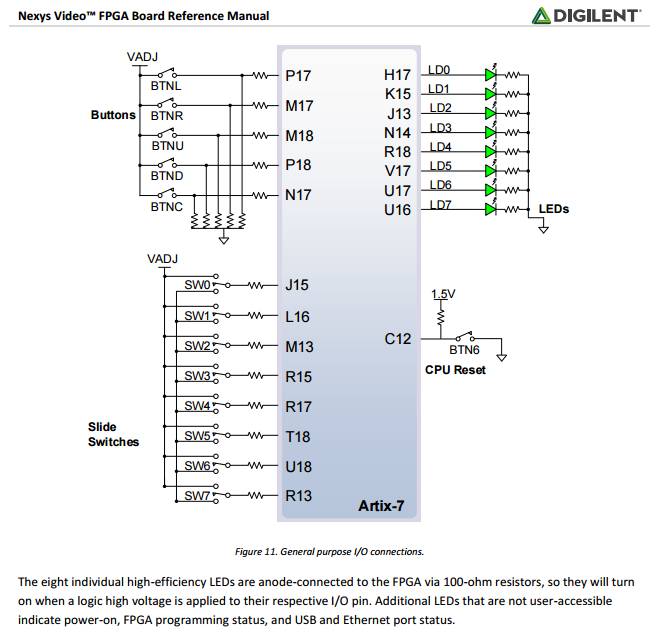 Nexys Video™ FPGA Board Reference Manual
DIGILENT
VADJ
BTNL
Buttons
BTNR
BTNU
BTND
BTNC
P17
M17
M18
P18
N17
H17 LD0
K15 LD1
J13 LD2
N14 LD3
R18 LD4
V17 LD5
U17 LD6
U16 LD7
LEDs
VADJ
SW0
SW1
SW2
SW3
SW4
SW5
SW6
SW7
Slide
Switches
J15
L16
M13
R15
R17
T18
U18
R13
1.5V
C12
BTN6
CPU Reset
Artix-7
Figure 11. General purpose I/O connections.
The eight individual high-efficiency LEDs are anode-connected to the FPGA via 100-ohm resistors, so they will turn
on when a logic high voltage is applied to their respective I/O pin. Additional LEDs that are not user-accessible
indicate power-on, FPGA programming status, and USB and Ethernet port status.